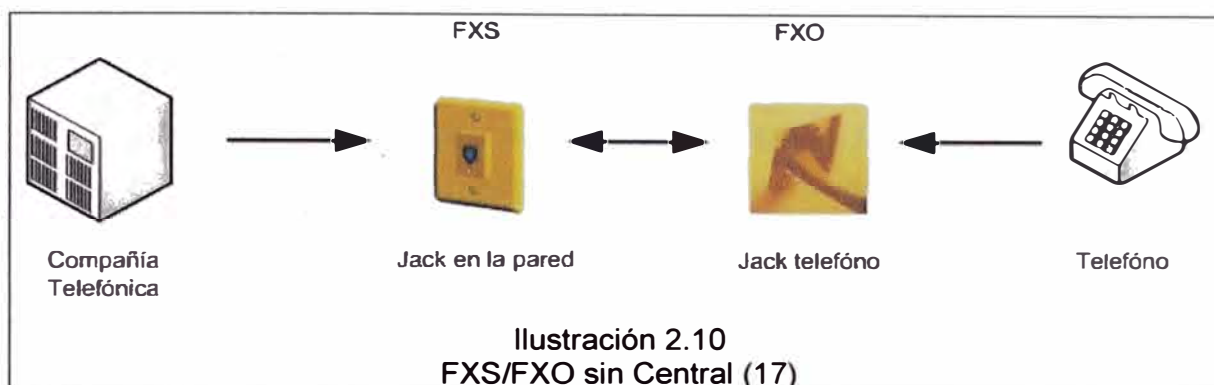 FXS
FXO
Compañía
Telefónica
Jack en la pared
Jack telefóno
Telefóno
Ilustración 2.10
FXS/FXO sin Central (17)